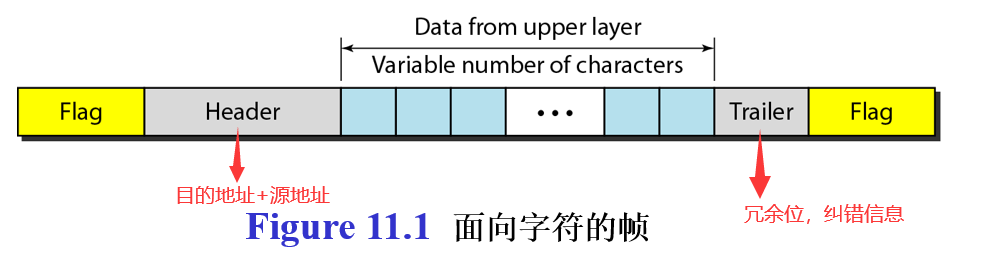 Data from upper layer
Variable number of characters
Flag Header ... Trailer Flag
目的地址+源地址
冗余位，纠错信息
Figure 11.1 面向字符的帧